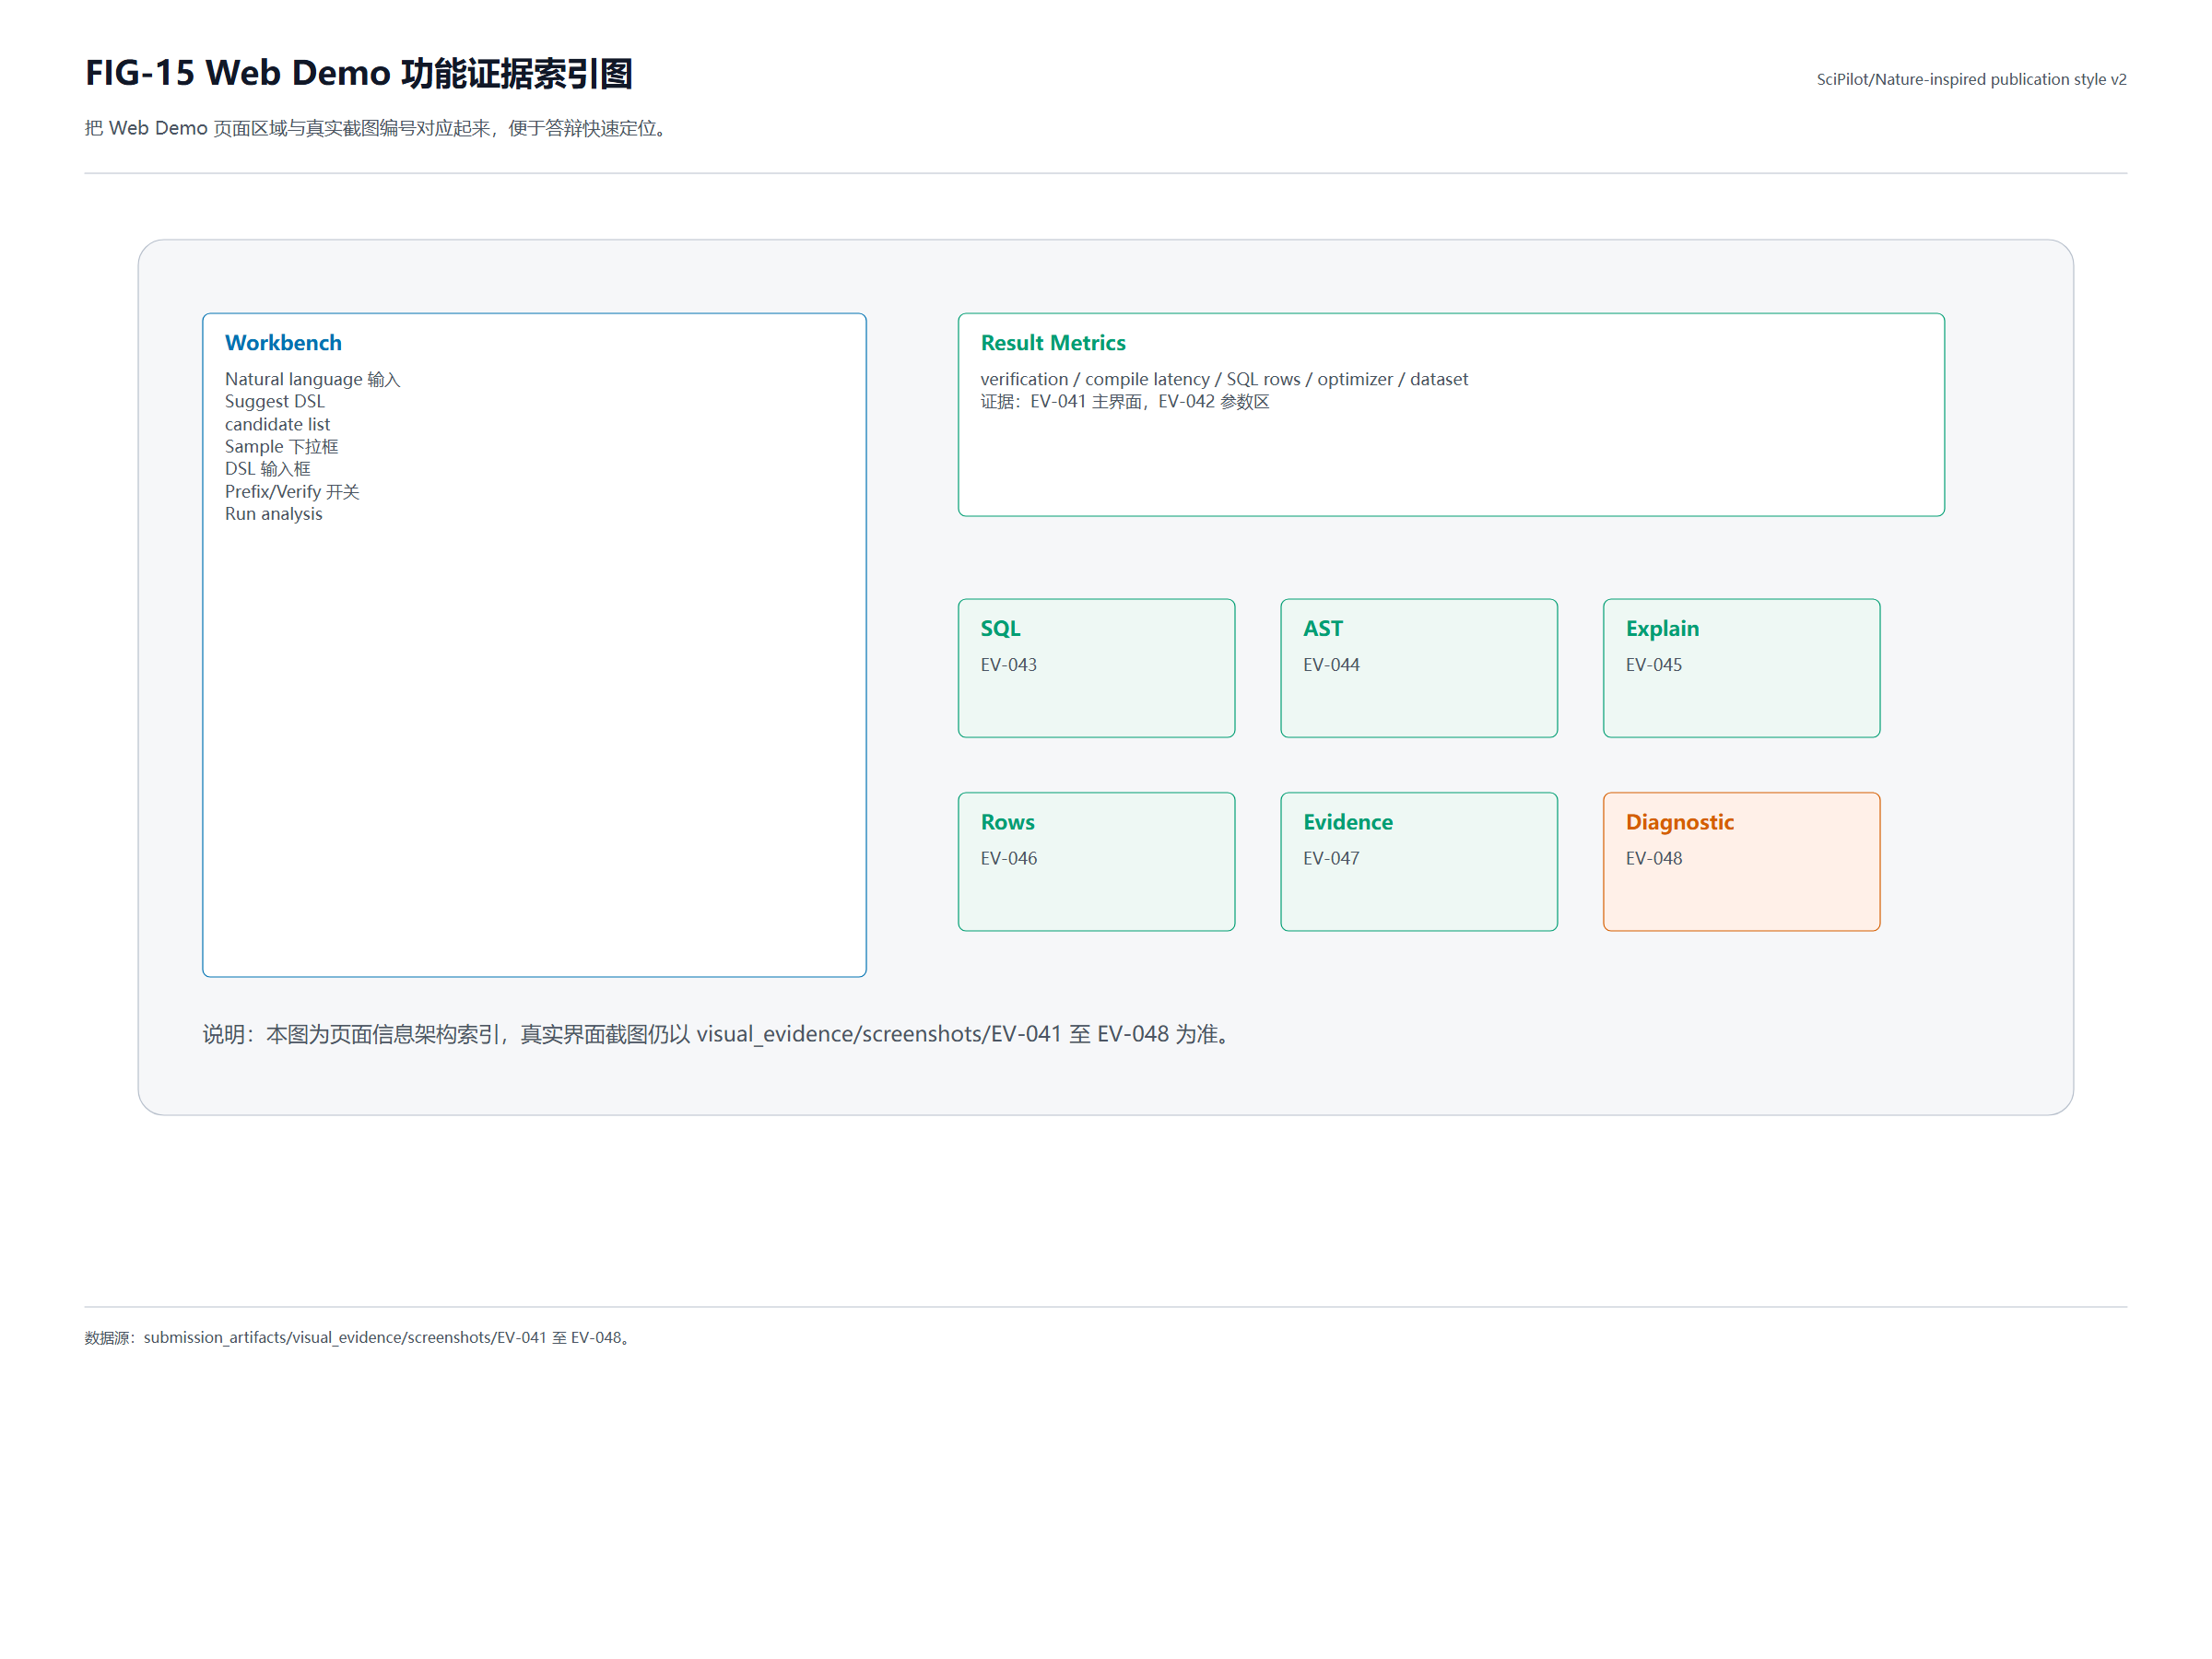 FIG-15 Web Demo 功能证据索引图
SciPilot/Nature-inspired publication style v2
把 Web Demo 页面区域与真实截图编号对应起来，便于答辩快速定位。
Workbench
Natural language 输入
Suggest DSL
candidate list
Sample 下拉框
DSL 输入框
Prefix/Verify 开关
Run analysis
Result Metrics
verification / compile latency / SQL rows / optimizer / dataset
证据：EV-041 主界面，EV-042 参数区
SQL
EV-043
AST
EV-044
Explain
EV-045
Rows
EV-046
Evidence
EV-047
Diagnostic
EV-048
说明：本图为页面信息架构索引，真实界面截图仍以 visual_evidence/screenshots/EV-041 至 EV-048 为准。
数据源：submission_artifacts/visual_evidence/screenshots/EV-041 至 EV-048。